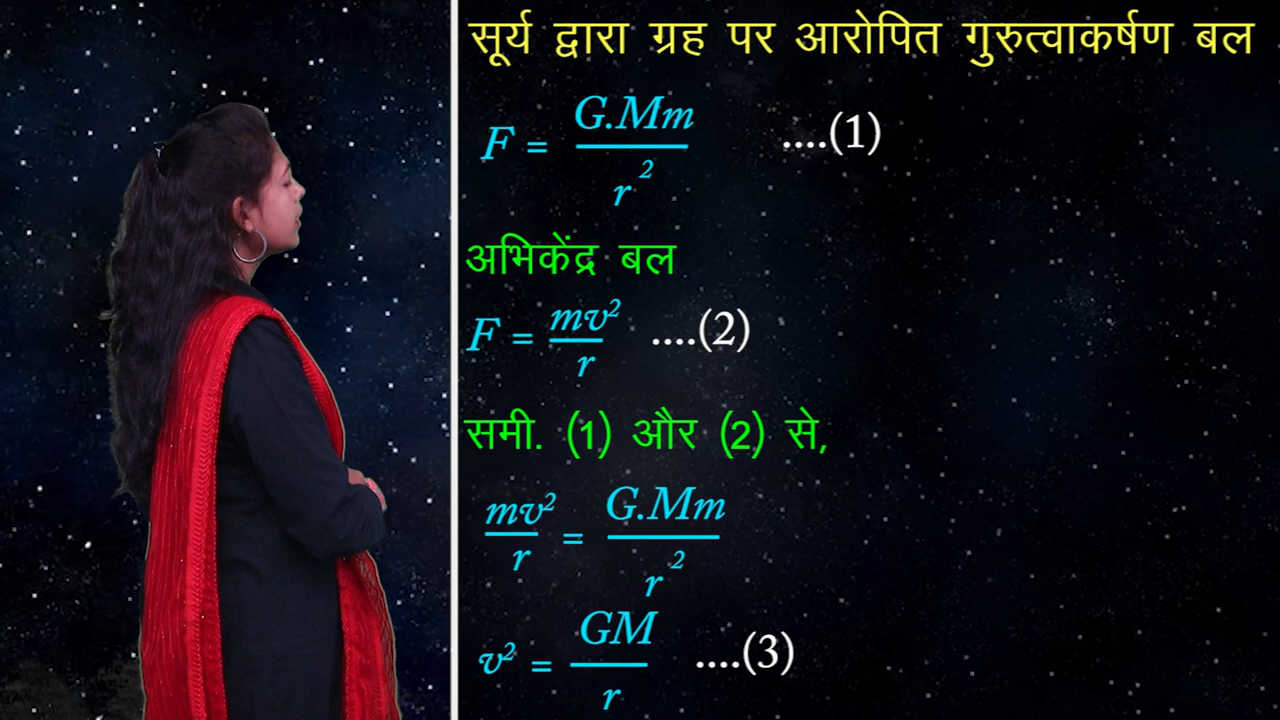 सूर्य द्वारा ग्रह पर आरोपित गुरुत्वाकर्षण बल
F = G.Mm / r² ....(1)
अभिकेंद्र बल
F = mv² / r ....(2)
समी. (1) और (2) से,
mv² / r = G.Mm / r²
v² = GM / r ....(3)